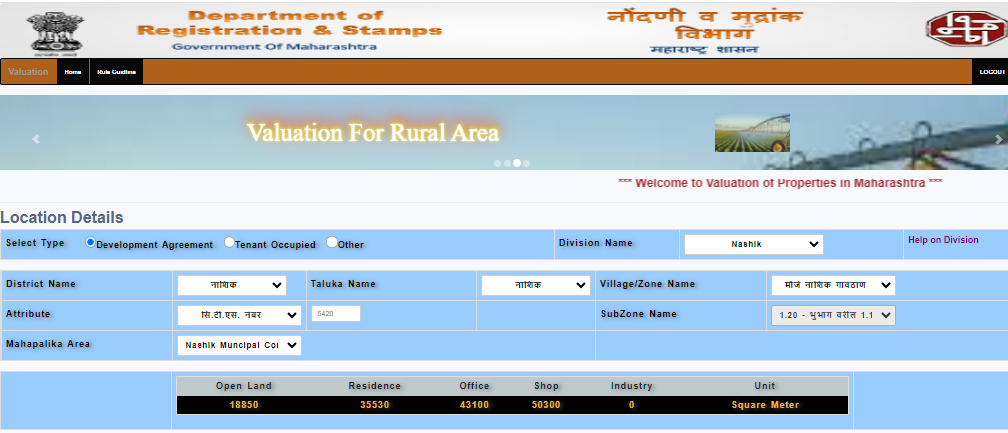 Department of
Registration & Stamps
Government Of Maharashtra
नोंदणी व मुद्रांक
विभाग
महाराष्ट्र शासन
Valuation Home Rule Guidline LOGOUT
Valuation For Rural Area
*** Welcome to Valuation of Properties in Maharashtra ***
Location Details
Select Type Development Agreement Tenant Occupied Other Division Name Nashik Help on Division
District Name नाशिक Taluka Name नाशिक Village/Zone Name मौजे नाशिक गावठाण
Attribute सि.टी.एस. नंबर 5420 SubZone Name 1.20 - भुभाग वरील 1.1
Mahapalika Area Nashik Muncipal Cor
Open Land Residence Office Shop Industry Unit
18850 35530 43100 50300 0 Square Meter